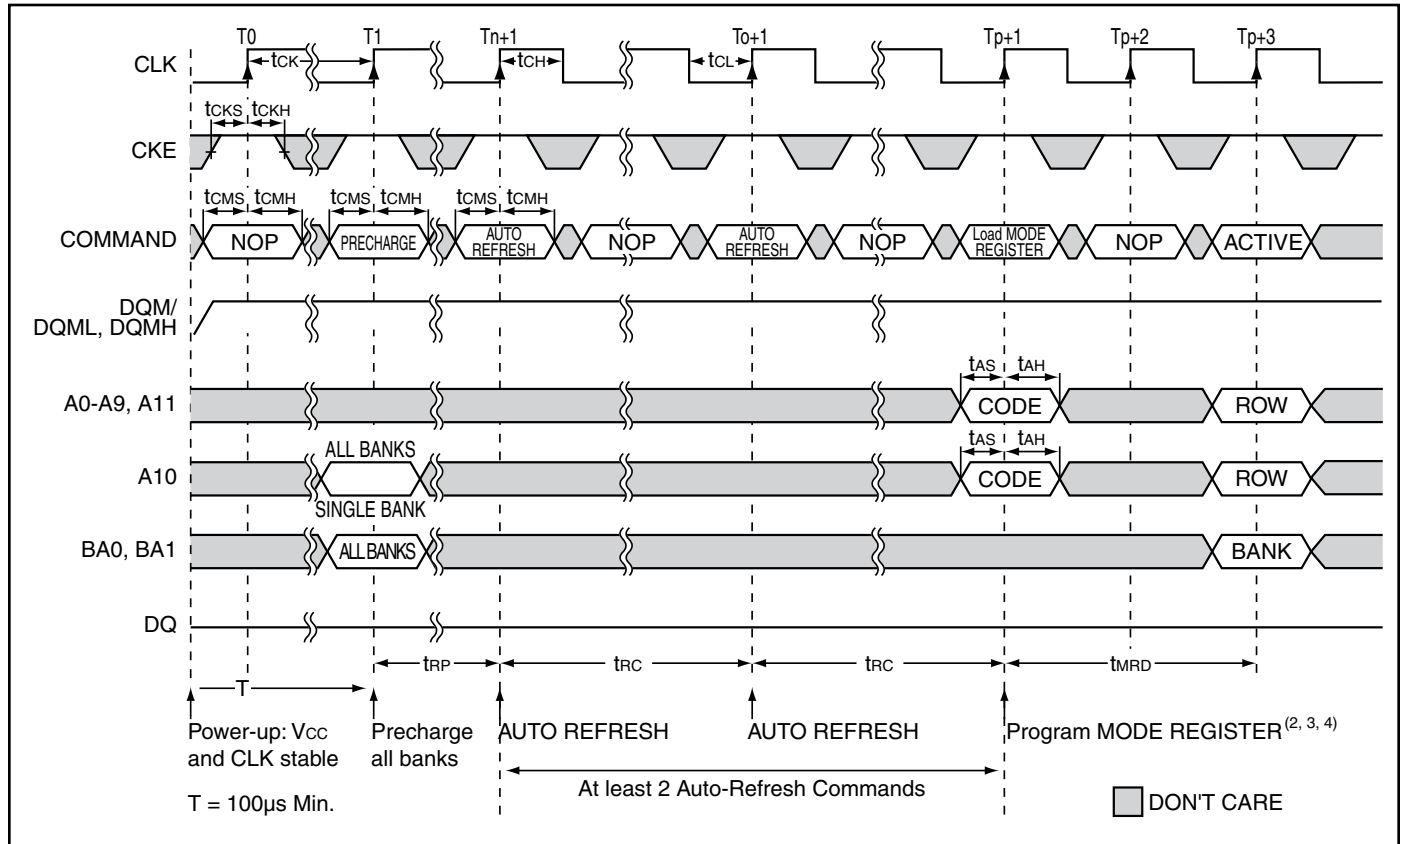 T0 T1 Tn+1 To+1 Tp+1 Tp+2 Tp+3
CLK tCK tCH tCL
tCKS tCKH
CKE
tCMS tCMH tCMS tCMH tCMS tCMH
COMMAND NOP PRECHARGE AUTO REFRESH NOP AUTO REFRESH NOP Load MODE REGISTER NOP ACTIVE
DQM/
DQML, DQMH
tAS tAH
A0-A9, A11 CODE ROW
ALL BANKS tAS tAH
A10 CODE ROW
SINGLE BANK
BA0, BA1 ALL BANKS BANK
DQ
tRP tRC tRC tMRD
T
Power-up: VCC Precharge AUTO REFRESH AUTO REFRESH Program MODE REGISTER(2, 3, 4)
and CLK stable all banks
At least 2 Auto-Refresh Commands
T = 100µs Min. DON'T CARE